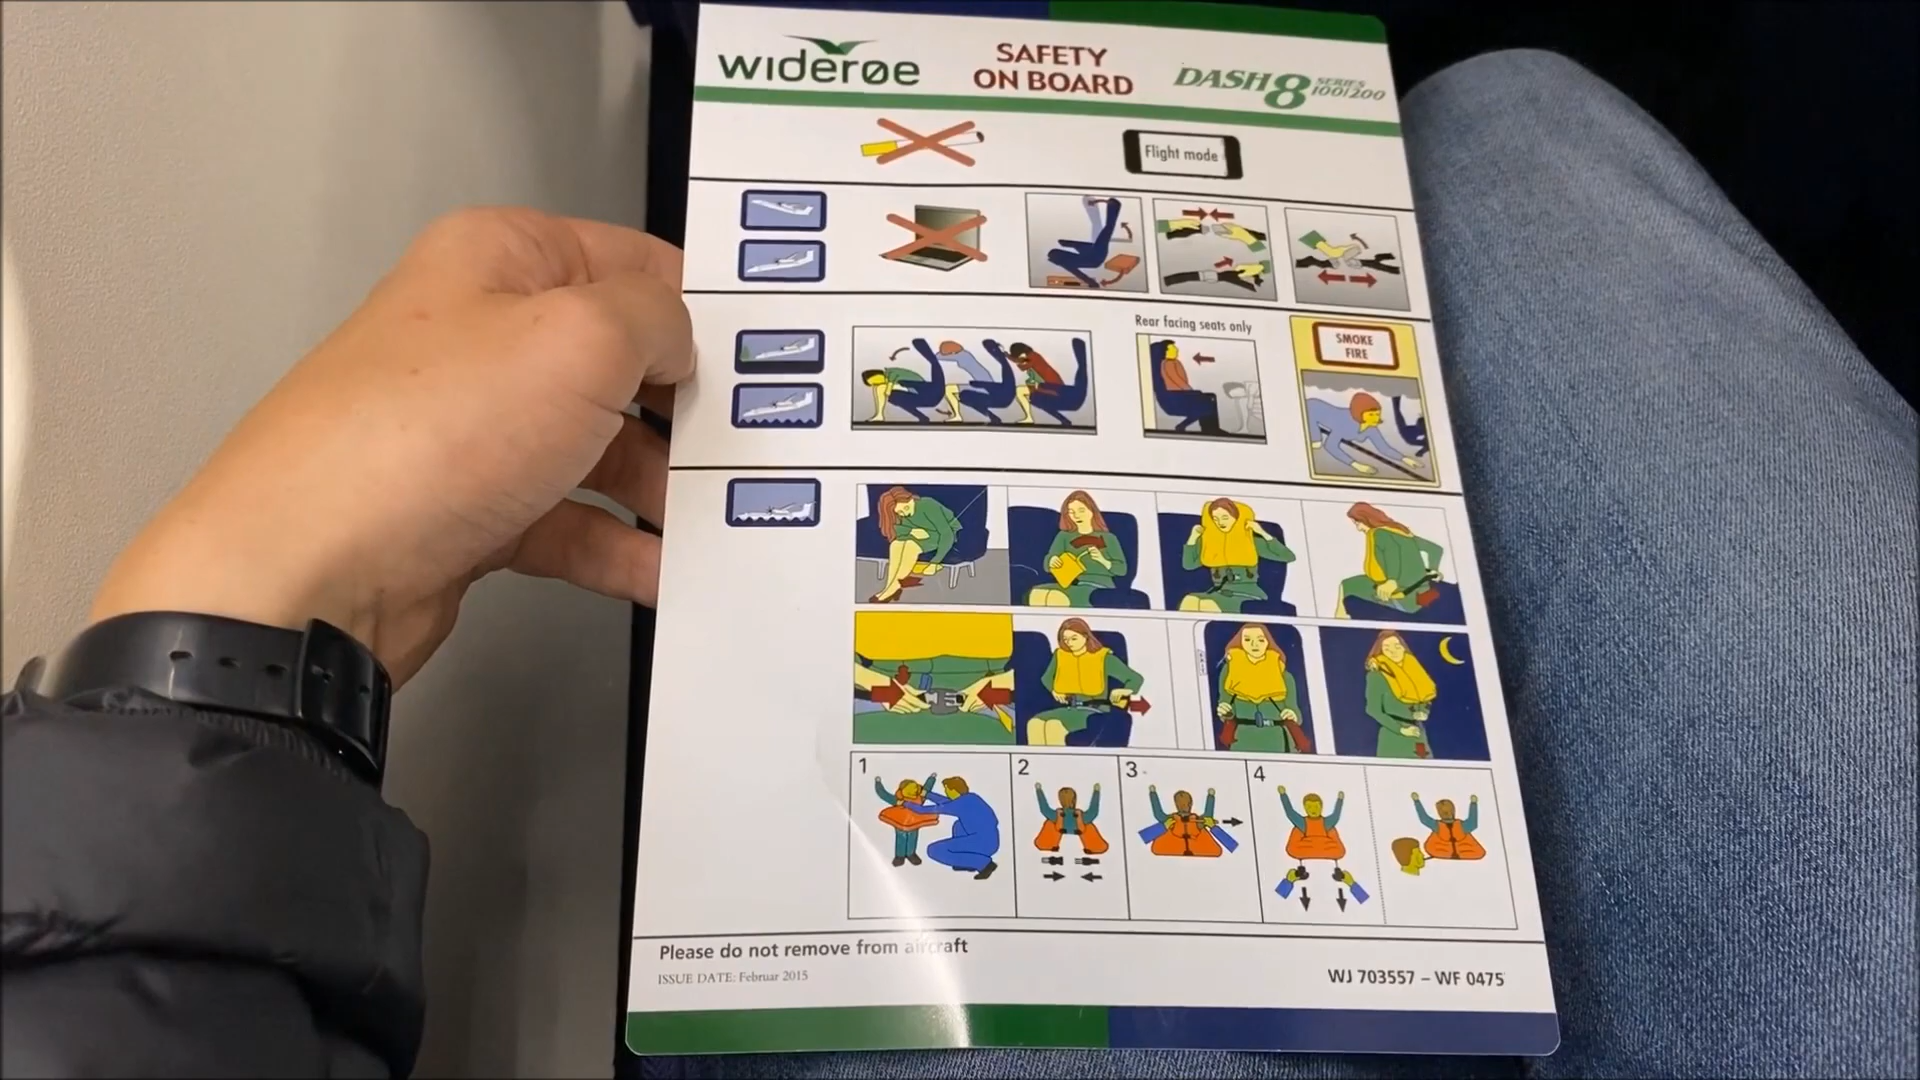 widerøe
SAFETY
ON BOARD
DASH 8 SERIES
100/200
Flight mode
Rear facing seats only
SMOKE
FIRE
1
2
3
4
Please do not remove from aircraft
ISSUE DATE: Februar 2015
WJ 703557 – WF 0475